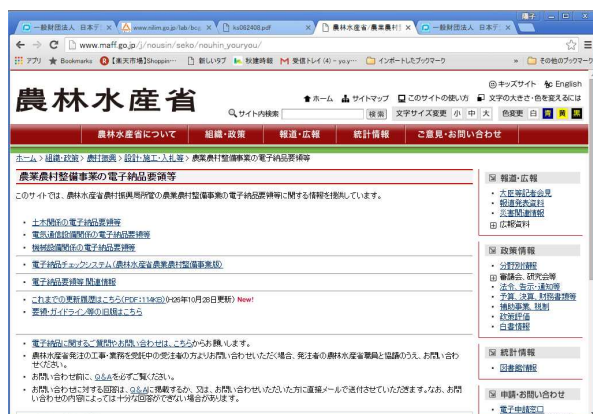 一般財団法人 日本デ
www.nilim.go.jp/lab/bcg
ka062408.pdf
農林水産省/農業農村
一般財団法人 日本デ
www.maff.go.jp/j/nousin/seko/nouhin_youryou/
アプリ Bookmarks 【楽天市場】Shoppin… 新しいタブ 秋建時報 受信トレイ (4) - yo.y… インポートしたブックマーク » その他のブックマーク
キッズサイト English
農林水産省
ホーム サイトマップ このサイトの使い方 文字の大きさ・色を変えるには
サイト内検索 検索 文字サイズ変更 小 中 大 色変更 白 青 黄 黒
農林水産省について 組織・政策 報道・広報 統計情報 ご意見・お問い合わせ
ホーム > 組織・政策 > 農村振興 > 設計・施工・入札等 > 農業農村整備事業の電子納品要領等
農業農村整備事業の電子納品要領等
このサイトでは、農林水産省農村振興局所管の農業農村整備事業の電子納品要領等に関する情報を提供しています。
・ 土木関係の電子納品要領等
・ 電気通信設備関係の電子納品要領等
・ 機械設備関係の電子納品要領等
・ 電子納品チェックシステム(農林水産省農業農村整備事業版)
・ 電子納品要領等 関連情報
・ これまでの更新履歴はこちら(PDF:114KB)(H26年10月28日更新) New!
・ 要領・ガイドライン等の旧版はこちら
・ 電子納品に関するご質問やお問い合わせは、こちらからお願いします。
・ 農林水産省発注の工事・業務を受託中の受注者の方よりお問い合わせいただく場合、発注者の農林水産省職員と協議のうえ、お問い合わ
せください。
・ お問い合わせ前に、Q&Aを必ずご覧ください。
・ お問い合わせに対する回答は、Q&Aに掲載するか、又は、お問い合わせいただいた方に直接メールで送付させていただきます。なお、お問
い合わせの内容によっては十分な回答ができない場合があります。
報道・広報
・ 大臣等記者会見
・ 報道発表資料
・ 災害関連情報
広報資料
政策情報
・ 分野別情報
審議会、研究会等
・ 法令、告示・通知等
・ 予算、決算、財務書類等
・ 補助事業、規制
・ 政策評価
・ 白書情報
統計情報
・ 図書館情報
申請・お問い合わせ
・ 電子申請窓口